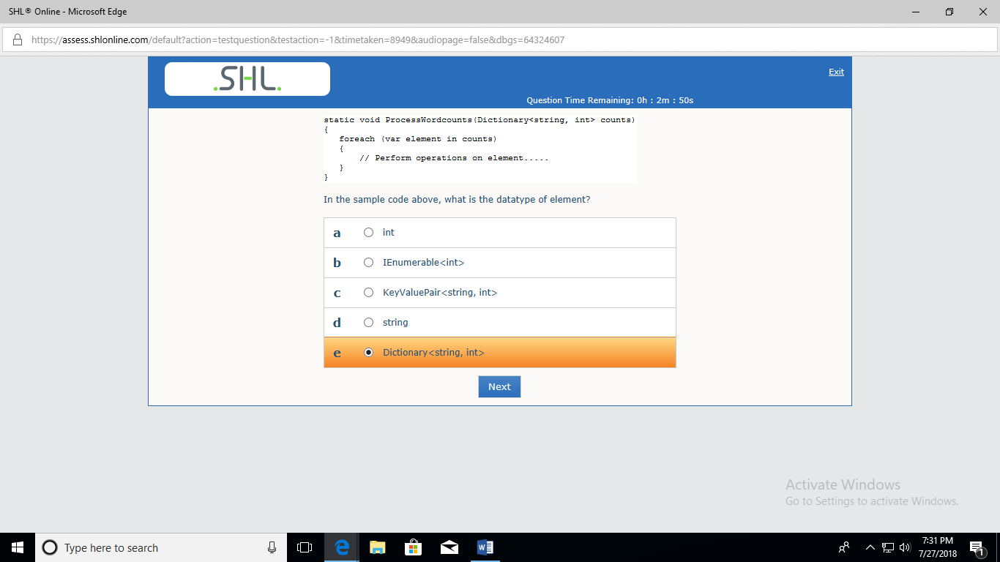 SHL® Online - Microsoft Edge
https://assess.shlonline.com/default?action=testquestion&testaction=-1&timetaken=8949&audiopage=false&dbgs=64324607
.SHL.
Exit
Question Time Remaining: 0h : 2m : 50s
static void ProcessWordcounts(Dictionary<string, int> counts)
{
foreach (var element in counts)
{
// Perform operations on element.....
}
}
In the sample code above, what is the datatype of element?
a int
b IEnumerable<int>
c KeyValuePair<string, int>
d string
e Dictionary<string, int>
Next
Activate Windows
Go to Settings to activate Windows.
Type here to search
7:31 PM
7/27/2018
1